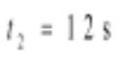 t₂ = 12 s